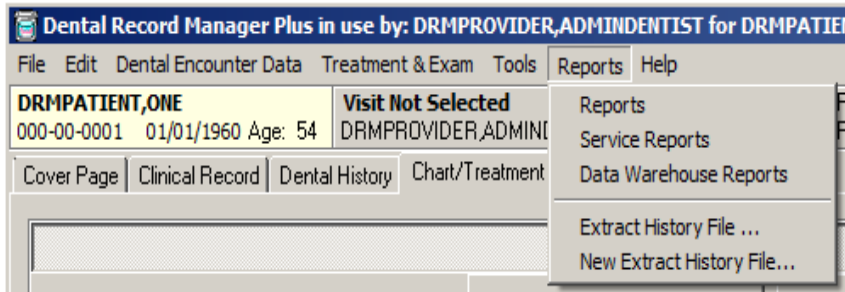 Dental Record Manager Plus in use by: DRMPROVIDER,ADMINDENTIST for DRMPATIE
File Edit Dental Encounter Data Treatment & Exam Tools Reports Help
DRMPATIENT,ONE Visit Not Selected
000-00-0001 01/01/1960 Age: 54 DRMPROVIDER,ADMIN
Cover Page Clinical Record Dental History Chart/Treatment
Reports
Service Reports
Data Warehouse Reports
Extract History File ...
New Extract History File...